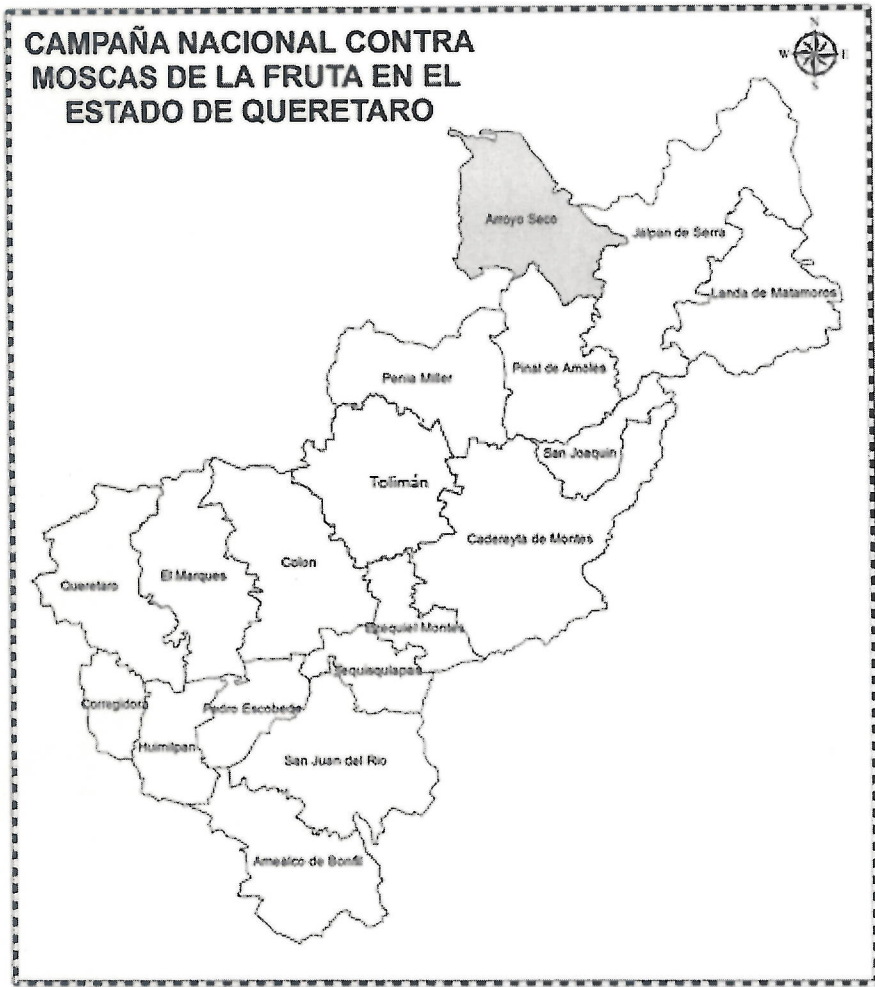 CAMPAÑA NACIONAL CONTRA
MOSCAS DE LA FRUTA EN EL
ESTADO DE QUERETARO
N
W
E
S
Arroyo Seco
Jalpan de Serra
Landa de Matamoros
Pinal de Amoles
Penia Miller
San Joaquin
Tolimán
Cadereyta de Montes
Colon
El Marques
Queretaro
Ezequiel Montes
Tequisquiapan
Corregidora
Pedro Escobedo
Huimilpan
San Juan del Rio
Amealco de Bonfil